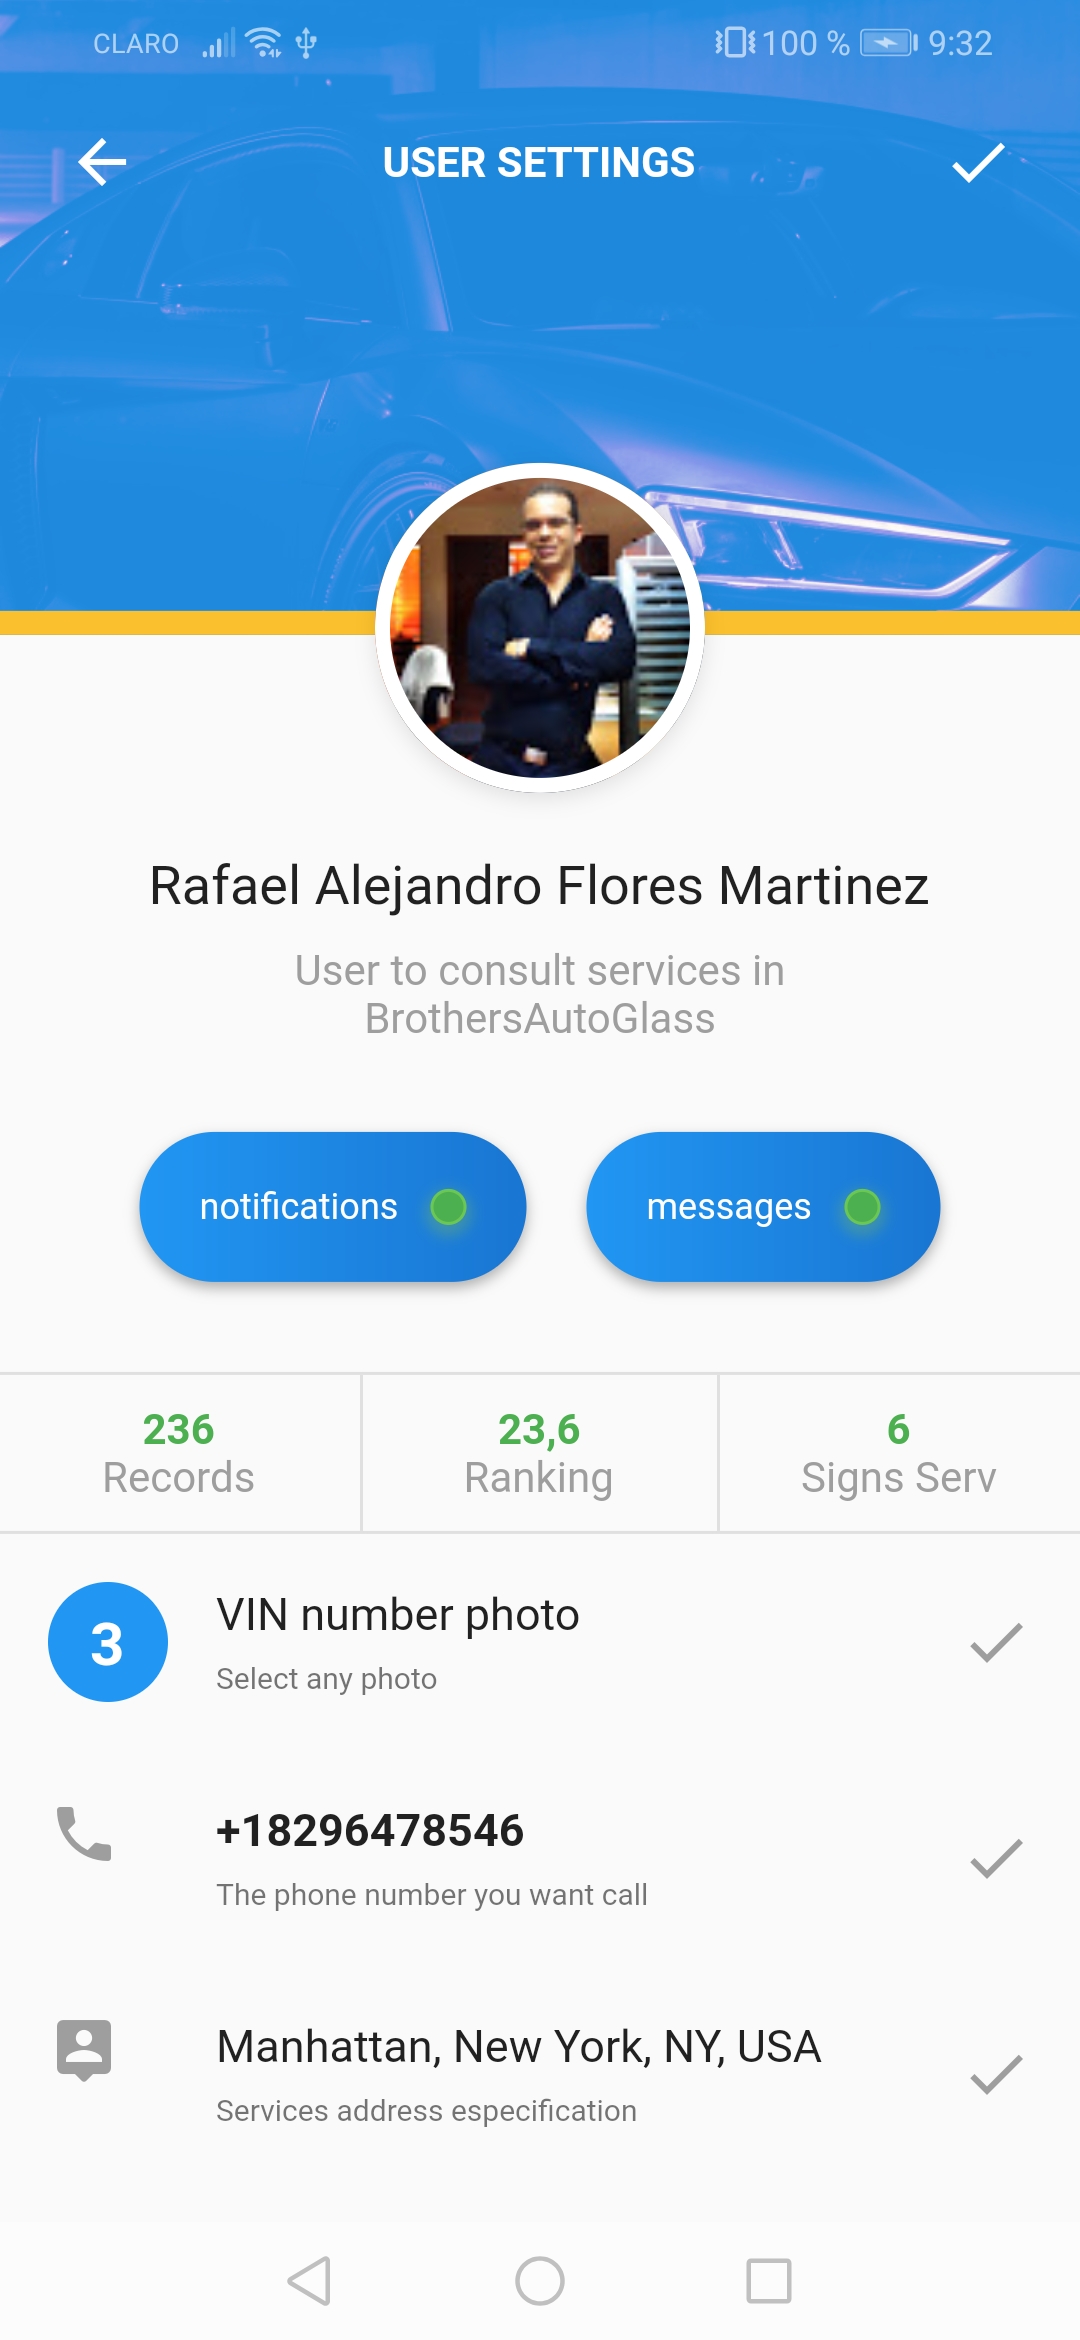 CLARO 100 % 9:32
USER SETTINGS
Rafael Alejandro Flores Martinez
User to consult services in
BrothersAutoGlass
notifications messages
236 23,6 6
Records Ranking Signs Serv
3 VIN number photo
Select any photo
+18296478546
The phone number you want call
Manhattan, New York, NY, USA
Services address especification